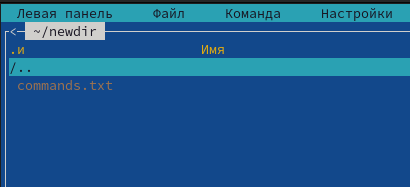 Левая панель Файл Команда Настройки
<- ~/newdir
.и Имя
/..
commands.txt